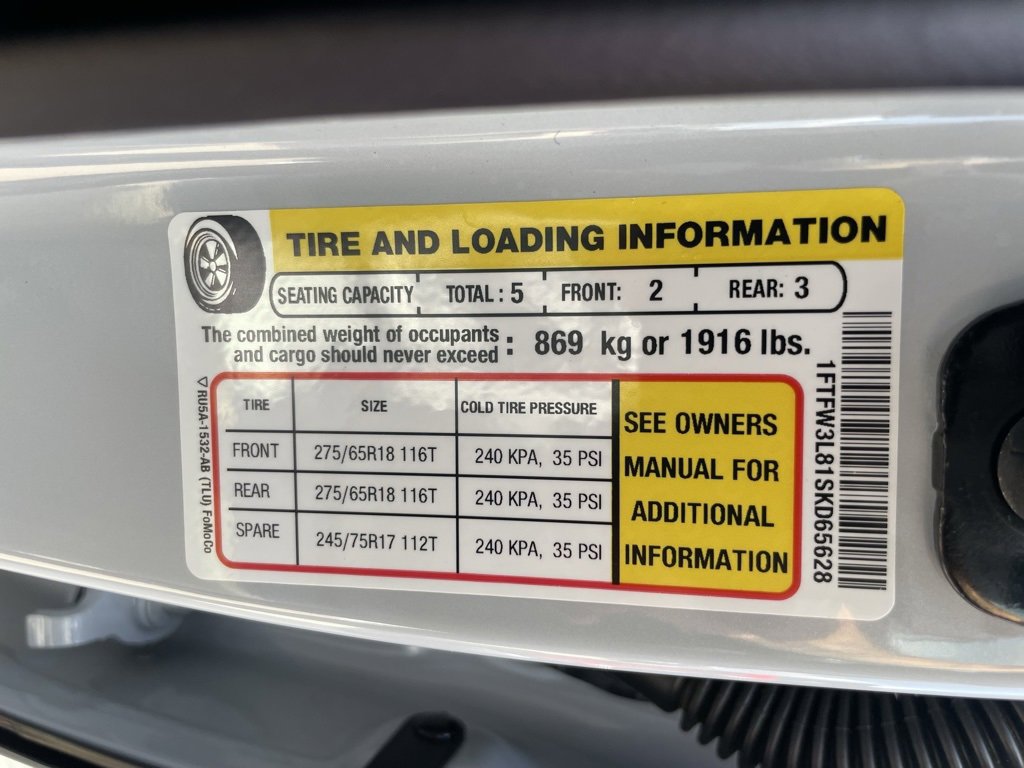 TIRE AND LOADING INFORMATION
SEATING CAPACITY TOTAL : 5 FRONT: 2 REAR: 3
The combined weight of occupants
and cargo should never exceed : 869 kg or 1916 lbs.
TIRE SIZE COLD TIRE PRESSURE
FRONT 275/65R18 116T 240 KPA, 35 PSI
REAR 275/65R18 116T 240 KPA, 35 PSI
SPARE 245/75R17 112T 240 KPA, 35 PSI
SEE OWNERS
MANUAL FOR
ADDITIONAL
INFORMATION
RU5A-1532-AB (TLU) FoMoCo
1FTFW3L81SKD65628